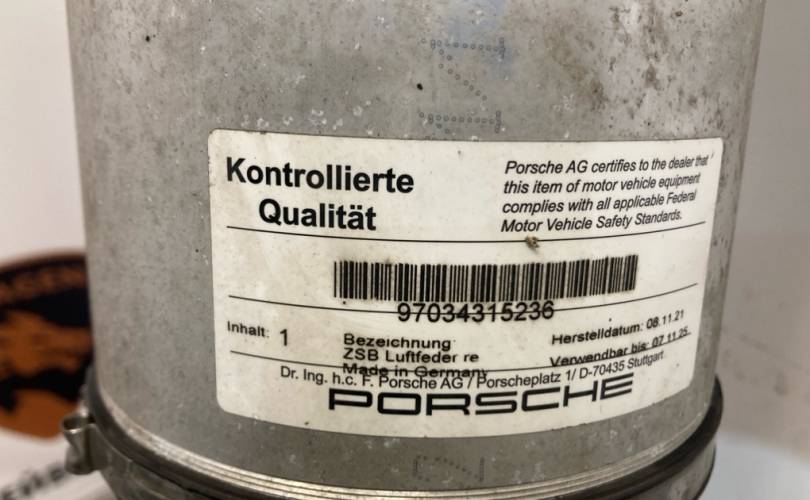 Kontrollierte
Qualität
Porsche AG certifies to the dealer that
this item of motor vehicle equipment
complies with all applicable Federal
Motor Vehicle Safety Standards.
97034315236
Inhalt: 1
Bezeichnung
ZSB Luftfeder re
Made in Germany
Herstelldatum: 08.11.21
Verwendbar bis: 07.11.25
Dr. Ing. h.c. F. Porsche AG / Porscheplatz 1/ D-70435 Stuttgart
PORSCHE